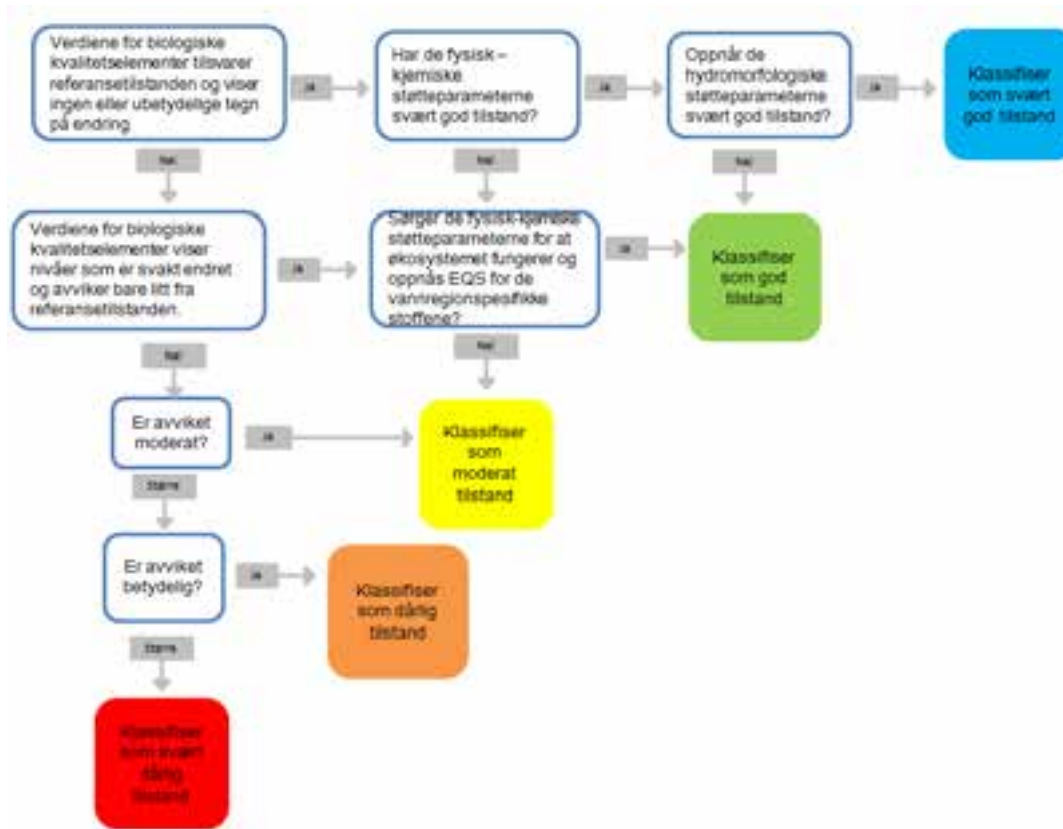 Verdiene for biologiske
kvalitetselementer tilsvarer
referansetilstanden og viser
ingen eller ubetydelige tegn
på endring
Ja
Har de fysisk –
kjemiske
støtteparameterne
svært god tilstand?
Ja
Oppnår de
hydromorfologiske
støtteparameterne
svært god tilstand?
Ja
Klassifiser
som svært
god tilstand
Nei
Nei
Nei
Verdiene for biologiske
kvalitetselementer viser
nivåer som er svakt endret
og avviker bare litt fra
referansetilstanden.
Ja
Sørger de fysisk-kjemiske
støtteparameterne for at
økosystemet fungerer og
oppnås EQS for de
vannregionspesifikke
stoffene?
Ja
Klassifiser
som god
tilstand
Nei
Nei
Er avviket
moderat?
Ja
Klassifiser
som
moderat
tilstand
Større
Er avviket
betydelig?
Ja
Klassifiser
som dårlig
tilstand
Større
Klassifiser
som svært
dårlig
tilstand